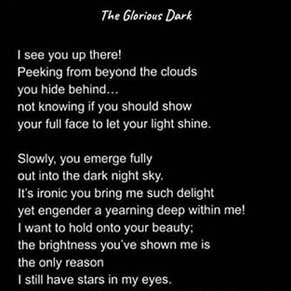 The Glorious Dark
I see you up there!
Peeking from beyond the clouds
you hide behind...
not knowing if you should show
your full face to let your light shine.
Slowly, you emerge fully
out into the dark night sky.
It's ironic you bring me such delight
yet engender a yearning deep within me!
I want to hold onto your beauty;
the brightness you've shown me is
the only reason
I still have stars in my eyes.